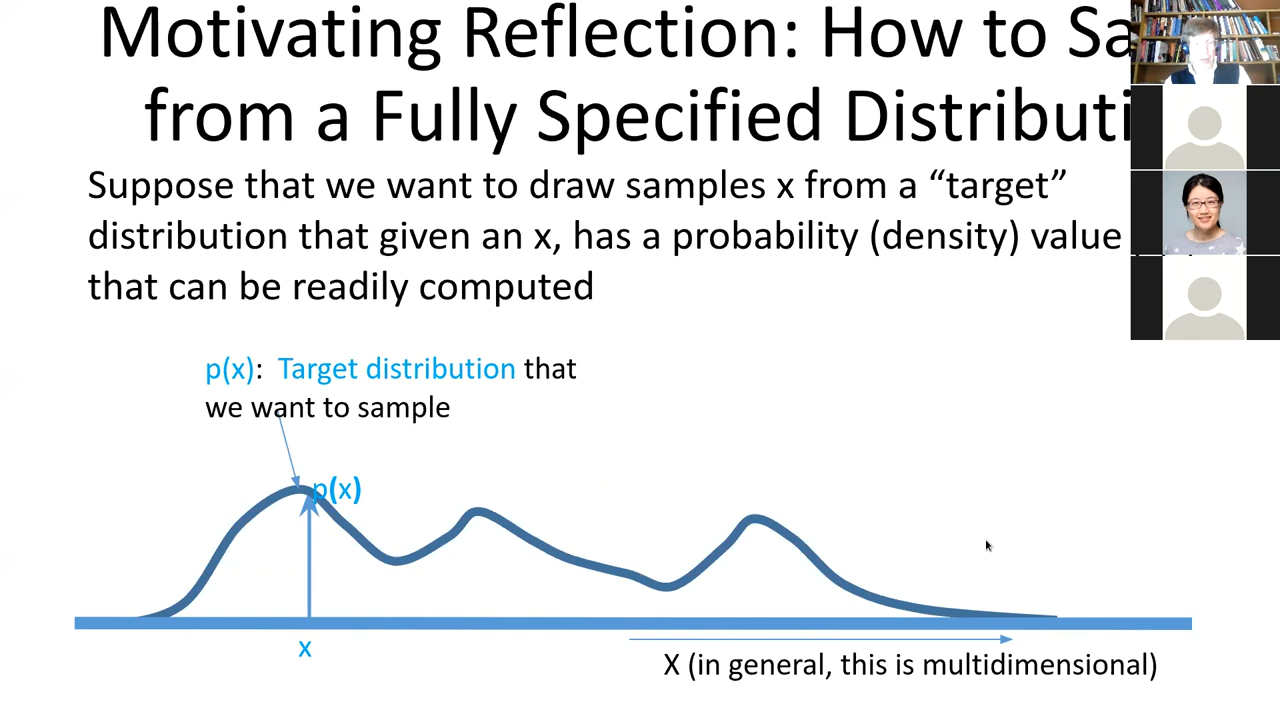 Motivating Reflection: How to
from a Fully Specified
Suppose that we want to draw samples x from a “target”
distribution that given an x, has a probability (density) value
that can be readily computed
p(x): Target distribution that
we want to sample
p(x)
x
X (in general, this is multidimensional)